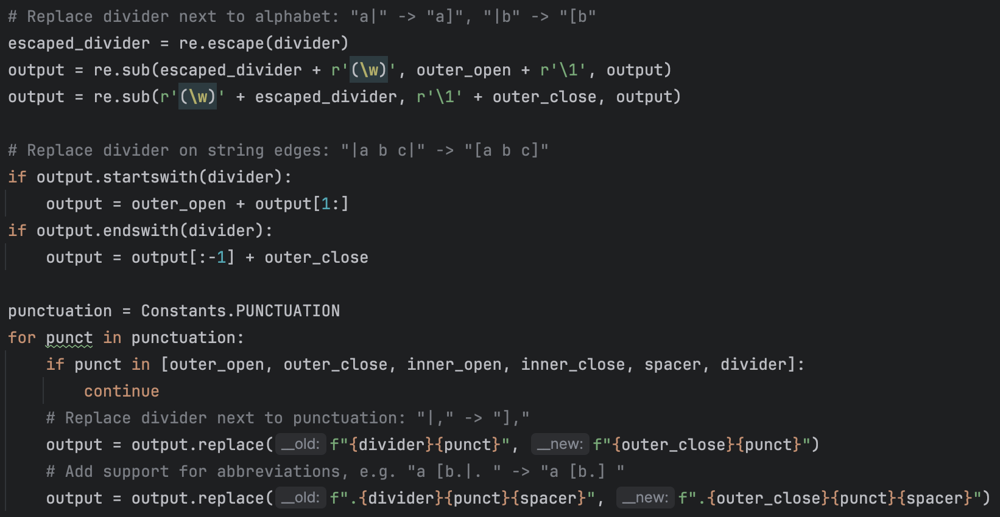 # Replace divider next to alphabet: "a|" -> "a]", "|b" -> "[b"
escaped_divider = re.escape(divider)
output = re.sub(escaped_divider + r'(\w)', outer_open + r'\1', output)
output = re.sub(r'(\w)' + escaped_divider, r'\1' + outer_close, output)
# Replace divider on string edges: "|a b c|" -> "[a b c]"
if output.startswith(divider):
    output = outer_open + output[1:]
if output.endswith(divider):
    output = output[:-1] + outer_close
punctuation = Constants.PUNCTUATION
for punct in punctuation:
    if punct in [outer_open, outer_close, inner_open, inner_close, spacer, divider]:
        continue
    # Replace divider next to punctuation: "|," -> "],"
    output = output.replace( __old: f"{divider}{punct}", __new: f"{outer_close}{punct}")
    # Add support for abbreviations, e.g. "a [b.|. " -> "a [b.] "
    output = output.replace( __old: f".{divider}{punct}{spacer}", __new: f".{outer_close}{punct}{spacer}")